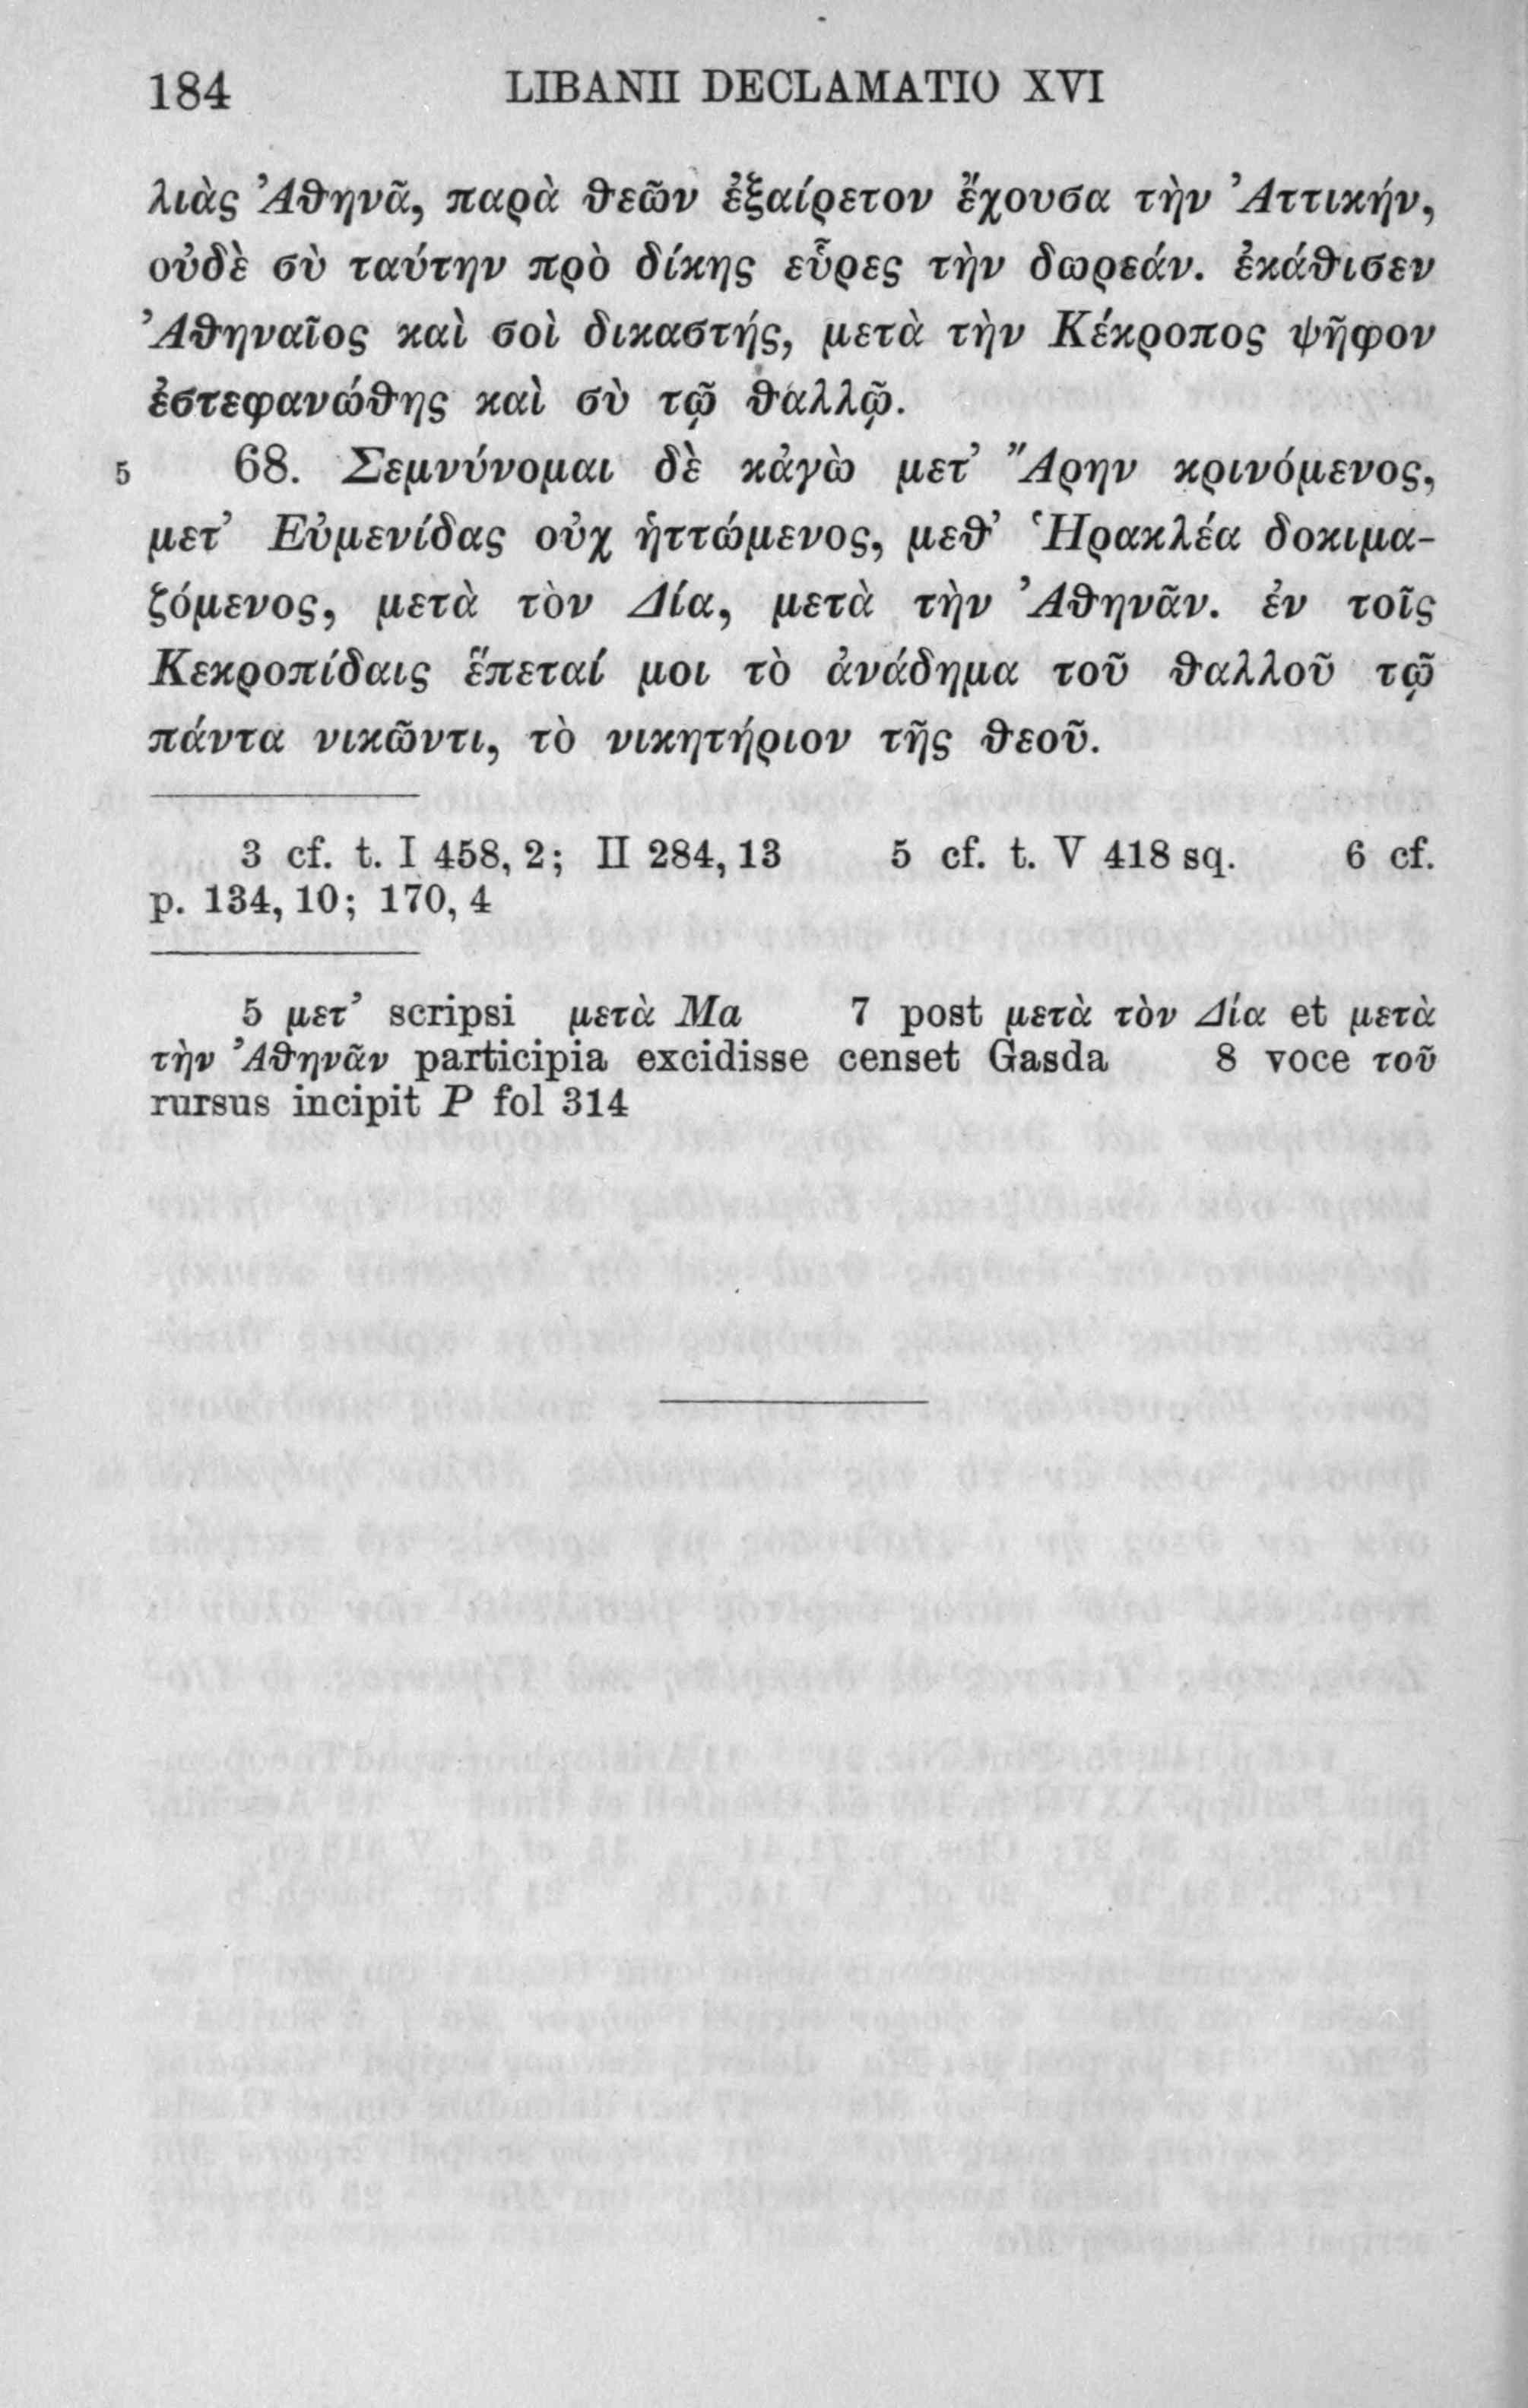 184 LIBANII DECLAMATIO XVI
λιὰς Ἀθηνᾶ, παρὰ θεῶν ἐξαίρετον ἔχουσα τὴν Ἀττικήν,
οὐδὲ σὺ ταύτην πρὸ δίκης εὗρες τὴν δωρεάν. ἐκάθισεν
Ἀθηναῖος καὶ σοὶ δικαστής, μετὰ τὴν Κέκροπος ψῆφον
ἐστεφανώθης καὶ σὺ τῷ θαλλῷ.
5 68. Σεμνύνομαι δὲ κἀγὼ μετ’ Ἄρην κρινόμενος,
μετ’ Εὐμενίδας οὐχ ἡττώμενος, μεθ’ Ἡρακλέα δοκιμα-
ζόμενος, μετὰ τὸν Δία, μετὰ τὴν Ἀθηνᾶν. ἐν τοῖς
Κεκροπίδαις ἕπεταί μοι τὸ ἀνάδημα τοῦ θαλλοῦ τῷ
πάντα νικῶντι, τὸ νικητήριον τῆς θεοῦ.
3 cf. t. I 458, 2; II 284, 13 5 cf. t. V 418 sq. 6 cf.
p. 134, 10; 170, 4
5 μετ’ scripsi μετὰ Ma 7 post μετὰ τὸν Δία et μετὰ
τὴν Ἀθηνᾶν participia excidisse censet Gasda 8 voce τοῦ
rursus incipit P fol 314